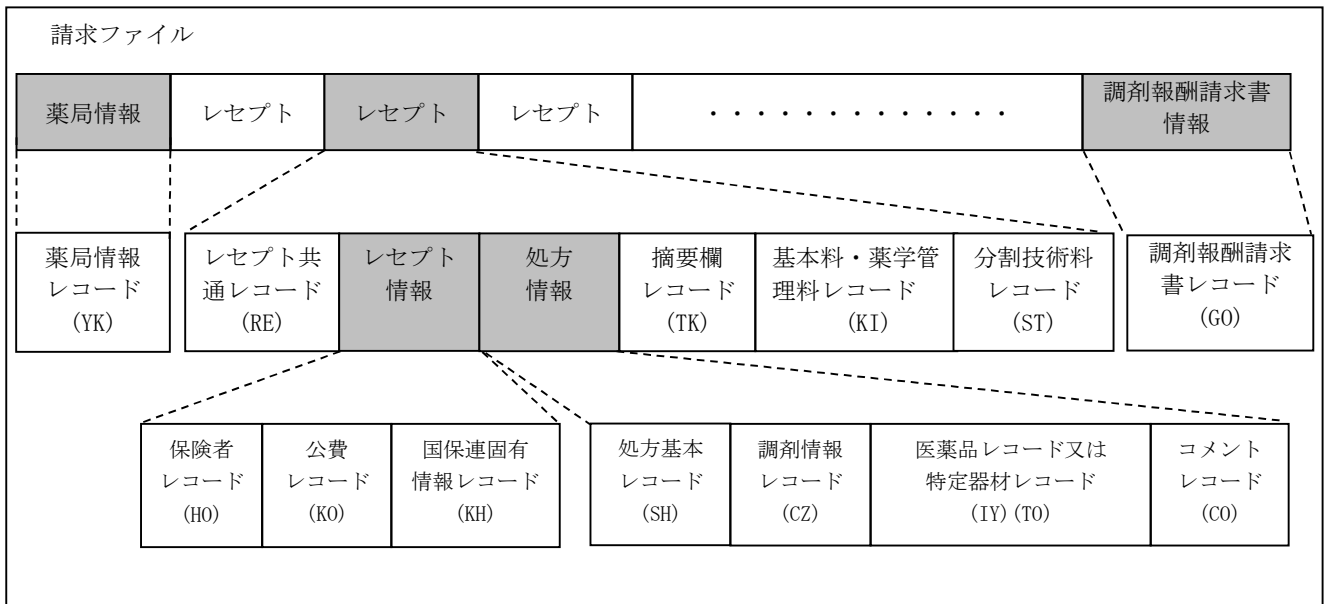 請求ファイル
薬局情報
レセプト
レセプト
レセプト
・・・・・・・・・・・・・
調剤報酬請求書
情報
薬局情報
レコード
(YK)
レセプト共
通レコード
(RE)
レセプト
情報
処方
情報
摘要欄
レコード
(TK)
基本料・薬学管
理料レコード
(KI)
分割技術料
レコード
(ST)
調剤報酬請求
書レコード
(GO)
保険者
レコード
(HO)
公費
レコード
(KO)
国保連固有
情報レコード
(KH)
処方基本
レコード
(SH)
調剤情報
レコード
(CZ)
医薬品レコード又は
特定器材レコード
(IY)(TO)
コメント
レコード
(CO)